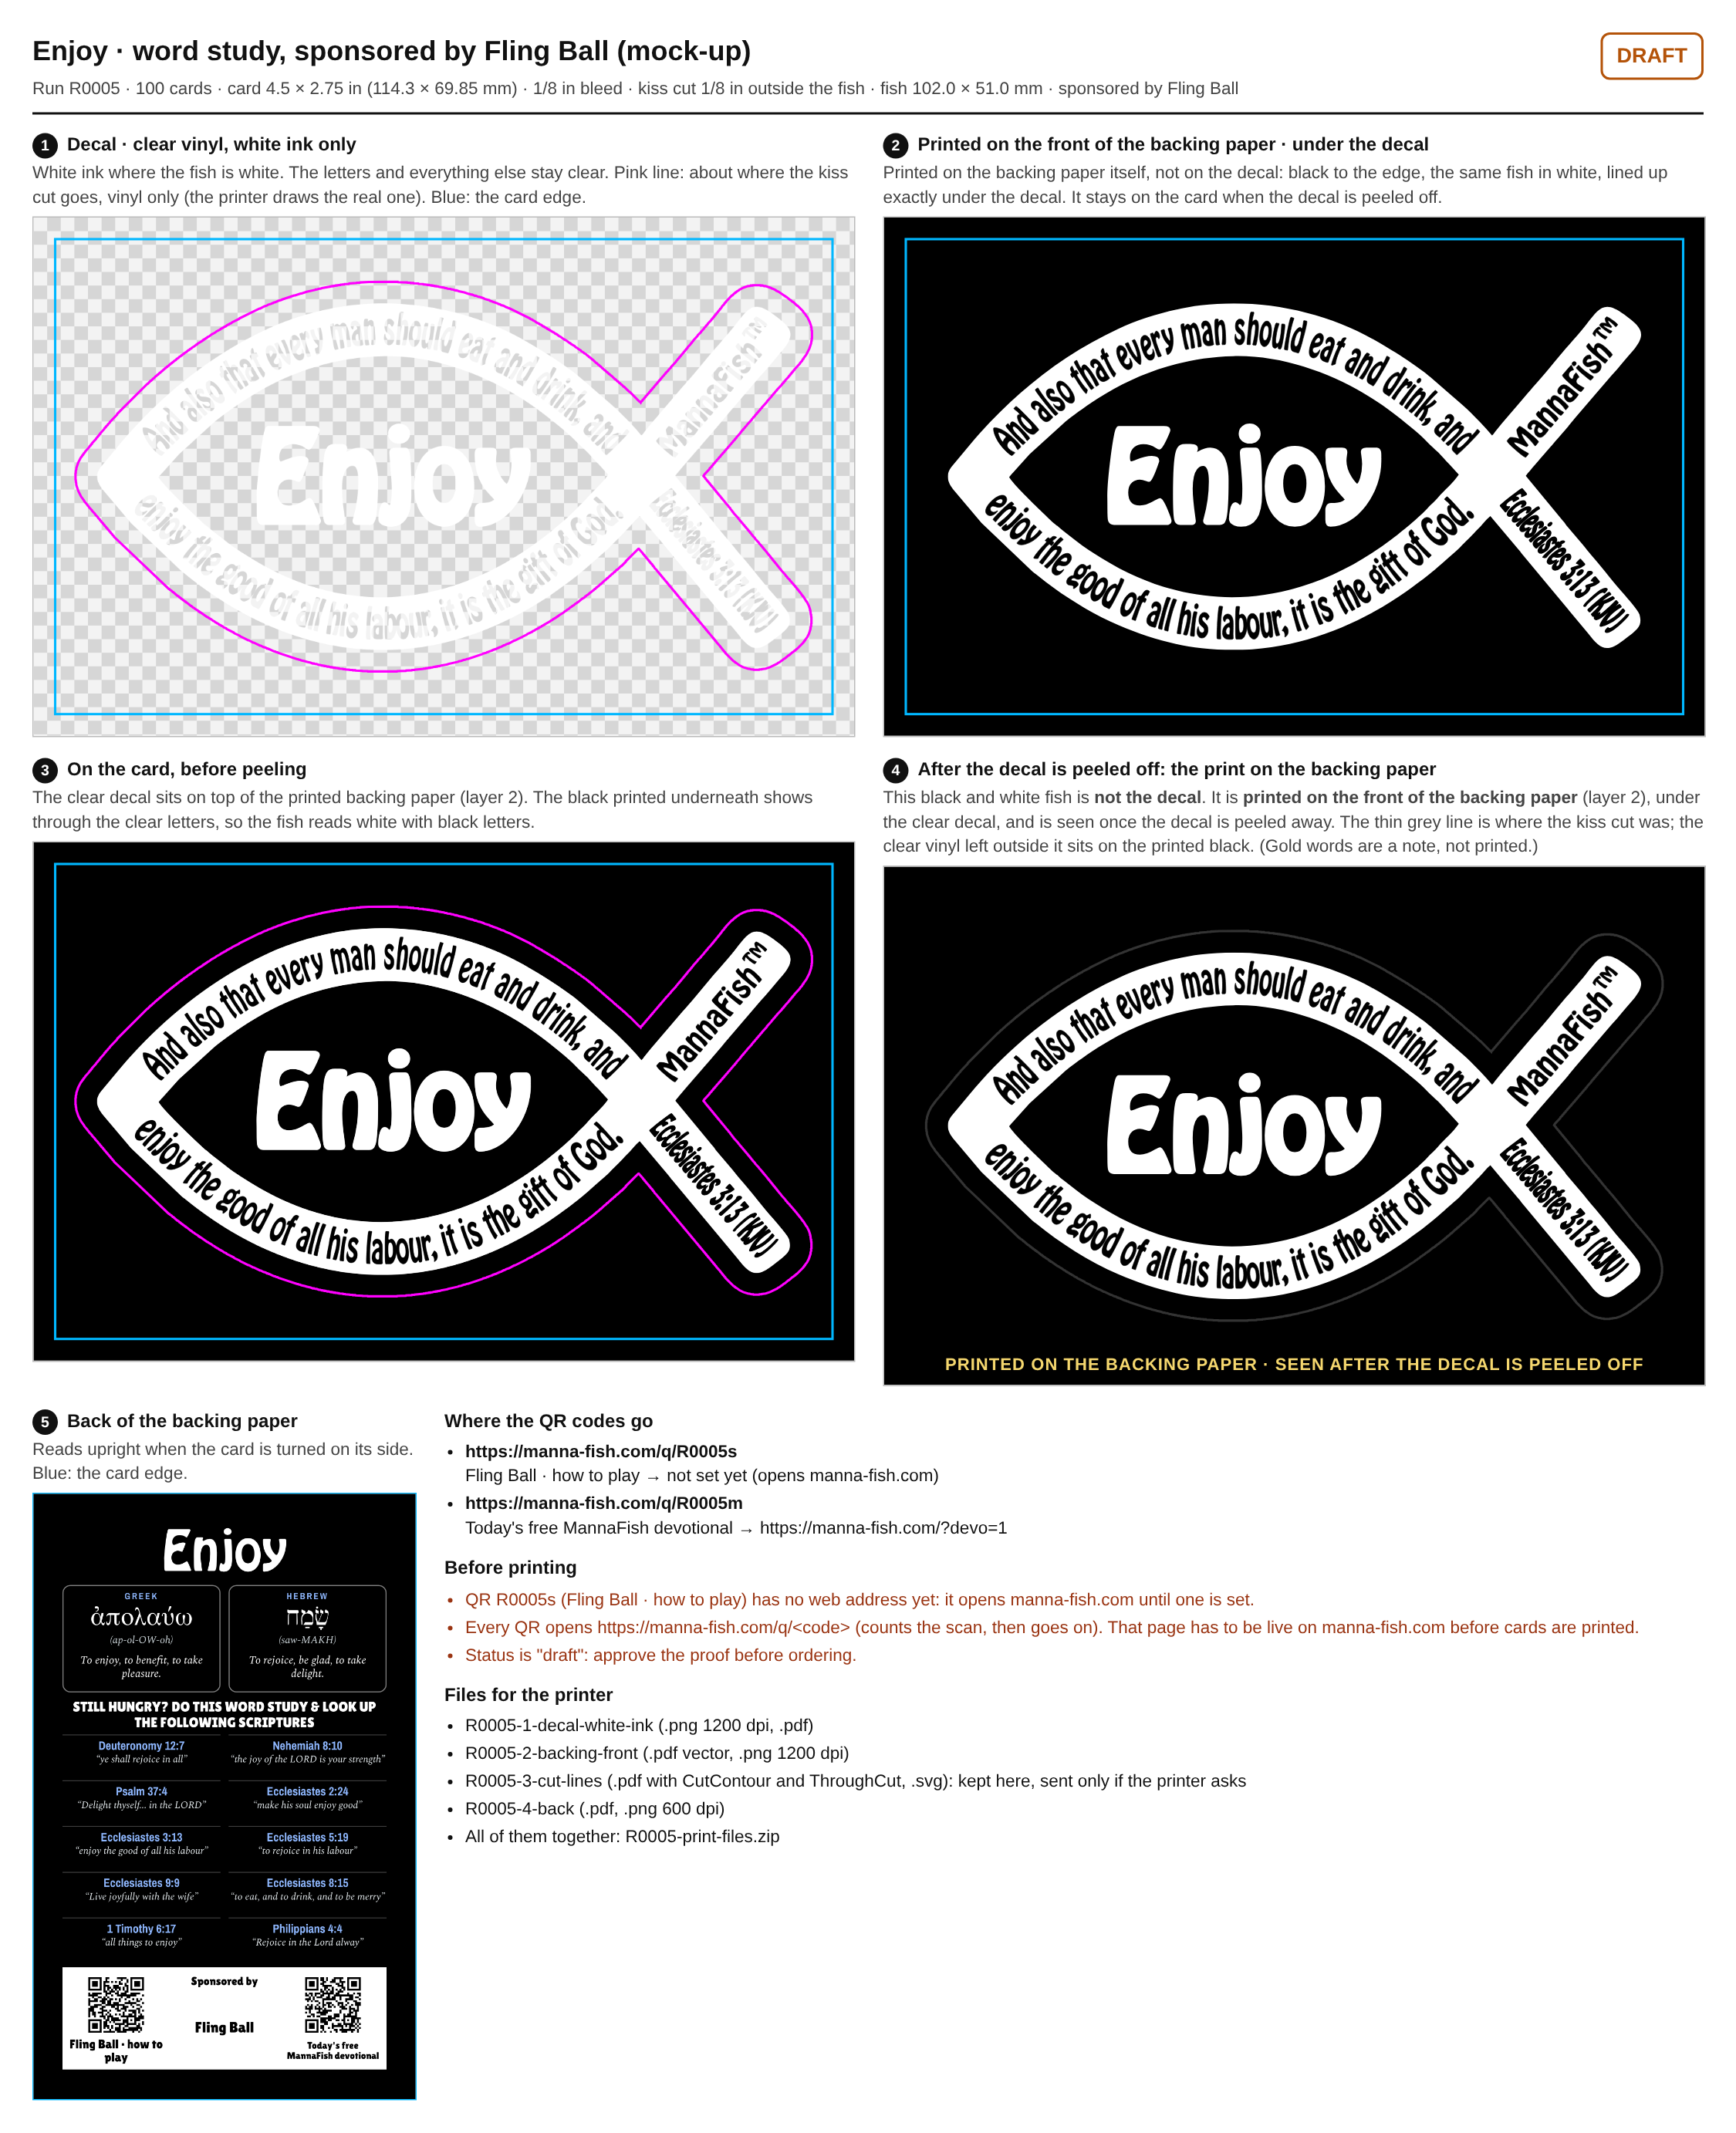 Enjoy · word study, sponsored by Fling Ball (mock-up)
DRAFT
Run R0005 · 100 cards · card 4.5 × 2.75 in (114.3 × 69.85 mm) · 1/8 in bleed · kiss cut 1/8 in outside the fish · fish 102.0 × 51.0 mm · sponsored by Fling Ball
1 Decal · clear vinyl, white ink only
White ink where the fish is white. The letters and everything else stay clear. Pink line: about where the kiss
cut goes, vinyl only (the printer draws the real one). Blue: the card edge.
And also that every man should eat and drink, and
MannaFish™
Enjoy
enjoy the good of all his labour, it is the gift of God.
Ecclesiastes 3:13 (KJV)
2 Printed on the front of the backing paper · under the decal
Printed on the backing paper itself, not on the decal: black to the edge, the same fish in white, lined up
exactly under the decal. It stays on the card when the decal is peeled off.
And also that every man should eat and drink, and
MannaFish™
Enjoy
enjoy the good of all his labour, it is the gift of God.
Ecclesiastes 3:13 (KJV)
3 On the card, before peeling
The clear decal sits on top of the printed backing paper (layer 2). The black printed underneath shows
through the clear letters, so the fish reads white with black letters.
And also that every man should eat and drink, and
MannaFish™
Enjoy
enjoy the good of all his labour, it is the gift of God.
Ecclesiastes 3:13 (KJV)
4 After the decal is peeled off: the print on the backing paper
This black and white fish is not the decal. It is printed on the front of the backing paper (layer 2), under
the clear decal, and is seen once the decal is peeled away. The thin grey line is where the kiss cut was; the
clear vinyl left outside it sits on the printed black. (Gold words are a note, not printed.)
And also that every man should eat and drink, and
MannaFish™
Enjoy
enjoy the good of all his labour, it is the gift of God.
Ecclesiastes 3:13 (KJV)
PRINTED ON THE BACKING PAPER · SEEN AFTER THE DECAL IS PEELED OFF
5 Back of the backing paper
Reads upright when the card is turned on its side.
Blue: the card edge.
Enjoy
GREEK
ἀπολαύω
(ap-ol-OW-oh)
To enjoy, to benefit, to take
pleasure.
HEBREW
שָׂמַח
(saw-MAKH)
To rejoice, be glad, to take
delight.
STILL HUNGRY? DO THIS WORD STUDY & LOOK UP
THE FOLLOWING SCRIPTURES
Deuteronomy 12:7
“ye shall rejoice in all”
Nehemiah 8:10
“the joy of the LORD is your strength”
Psalm 37:4
“Delight thyself... in the LORD”
Ecclesiastes 2:24
“make his soul enjoy good”
Ecclesiastes 3:13
“enjoy the good of all his labour”
Ecclesiastes 5:19
“to rejoice in his labour”
Ecclesiastes 9:9
“Live joyfully with the wife”
Ecclesiastes 8:15
“to eat, and to drink, and to be merry”
1 Timothy 6:17
“all things to enjoy”
Philippians 4:4
“Rejoice in the Lord alway”
Fling Ball · how to
play
Sponsored by
Fling Ball
Today's free
MannaFish devotional
Where the QR codes go
• https://manna-fish.com/q/R0005s
Fling Ball · how to play → not set yet (opens manna-fish.com)
• https://manna-fish.com/q/R0005m
Today's free MannaFish devotional → https://manna-fish.com/?devo=1
Before printing
• QR R0005s (Fling Ball · how to play) has no web address yet: it opens manna-fish.com until one is set.
• Every QR opens https://manna-fish.com/q/<code> (counts the scan, then goes on). That page has to be live on manna-fish.com before cards are printed.
• Status is "draft": approve the proof before ordering.
Files for the printer
• R0005-1-decal-white-ink (.png 1200 dpi, .pdf)
• R0005-2-backing-front (.pdf vector, .png 1200 dpi)
• R0005-3-cut-lines (.pdf with CutContour and ThroughCut, .svg): kept here, sent only if the printer asks
• R0005-4-back (.pdf, .png 600 dpi)
• All of them together: R0005-print-files.zip